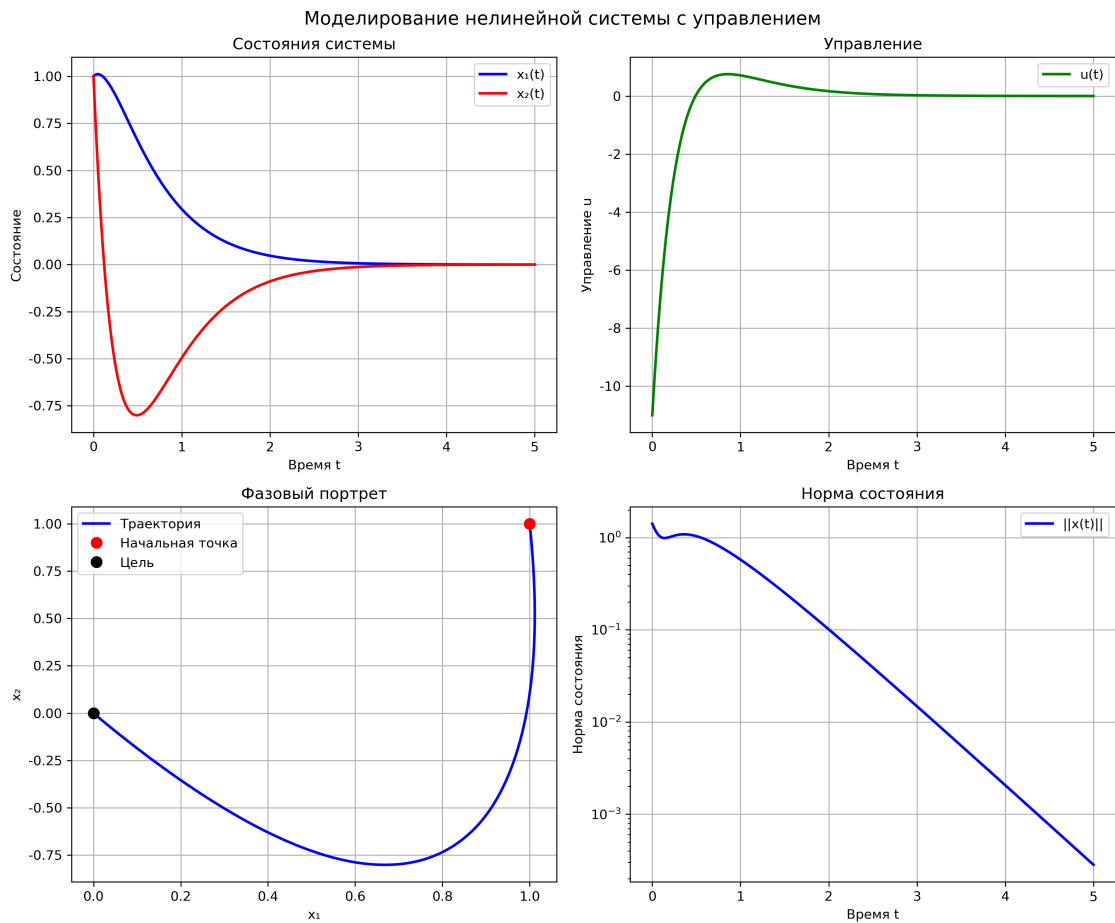 Моделирование нелинейной системы с управлением
Состояния системы
1.00
0.75
0.50
0.25
0.00
-0.25
-0.50
-0.75
Состояние
x₁(t)
x₂(t)
0 1 2 3 4 5
Время t
Управление
0
-2
-4
-6
-8
-10
Управление u
u(t)
0 1 2 3 4 5
Время t
Фазовый портрет
1.00
0.75
0.50
0.25
0.00
-0.25
-0.50
-0.75
x₂
Траектория
Начальная точка
Цель
0.0 0.2 0.4 0.6 0.8 1.0
x₁
Норма состояния
10⁰
10⁻¹
10⁻²
10⁻³
Норма состояния
||x(t)||
0 1 2 3 4 5
Время t